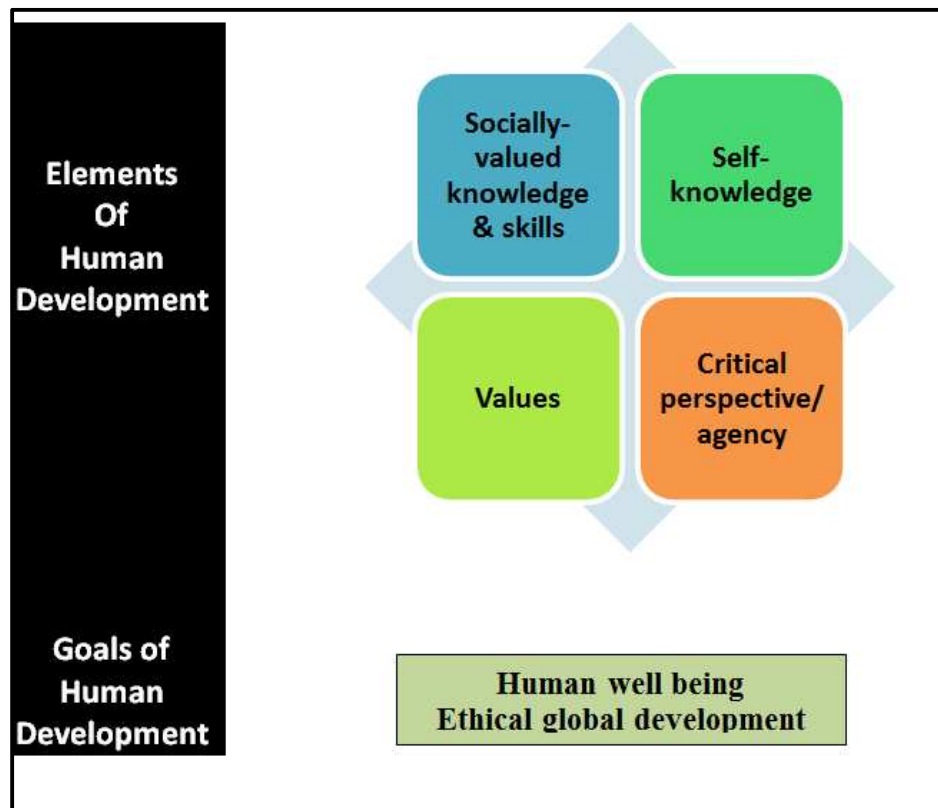 Elements
Of
Human
Development
Socially-
valued
knowledge
& skills
Self-
knowledge
Values
Critical
perspective/
agency
Goals of
Human
Development
Human well being
Ethical global development